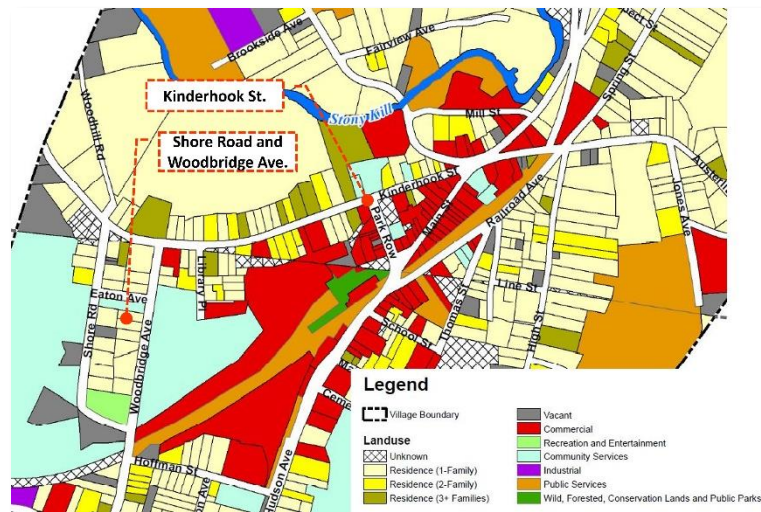 Brookside Ave
Fairview Ave
Spring St
Kinderhook St.
Woodhill Rd
Stony Kill
Mill St
Shore Road and
Woodbridge Ave.
Kinderhook St
Park Row
Main St
Railroad Ave
Jones Ave
Library Pl
Line St
Eaton Ave
Shore Rd
Woodbridge Ave
Thomas St
High St
School St
Hoffman St
Hudson Ave
Legend
Village Boundary
Landuse
Unknown
Residence (1-Family)
Residence (2-Family)
Residence (3+ Families)
Vacant
Commercial
Recreation and Entertainment
Community Services
Industrial
Public Services
Wild, Forested, Conservation Lands and Public Parks